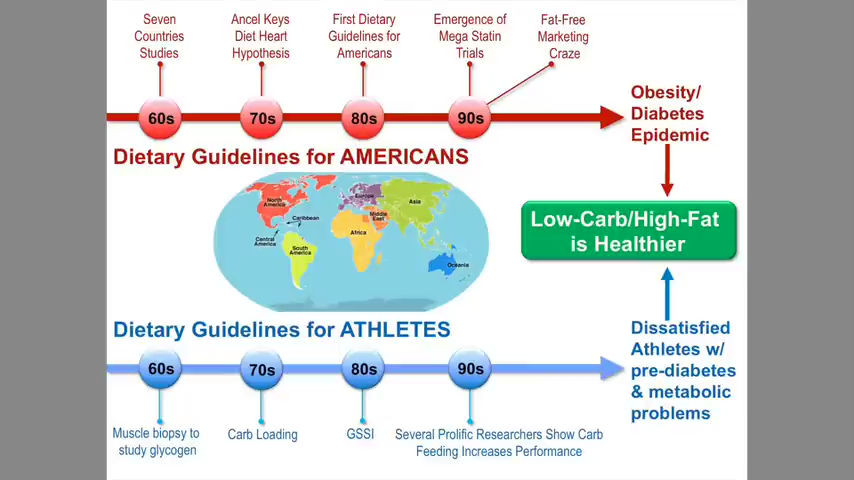 Seven
Countries
Studies
Ancel Keys
Diet Heart
Hypothesis
First Dietary
Guidelines for
Americans
Emergence of
Mega Statin
Trials
Fat-Free
Marketing
Craze
60s
70s
80s
90s
Obesity/
Diabetes
Epidemic
Dietary Guidelines for AMERICANS
North
America
Caribbean
Central
America
South
America
Europe
Middle
East
Africa
Asia
Oceania
Low-Carb/High-Fat
is Healthier
Dietary Guidelines for ATHLETES
60s
70s
80s
90s
Dissatisfied
Athletes w/
pre-diabetes
& metabolic
problems
Muscle biopsy to
study glycogen
Carb Loading
GSSI
Several Prolific Researchers Show Carb
Feeding Increases Performance